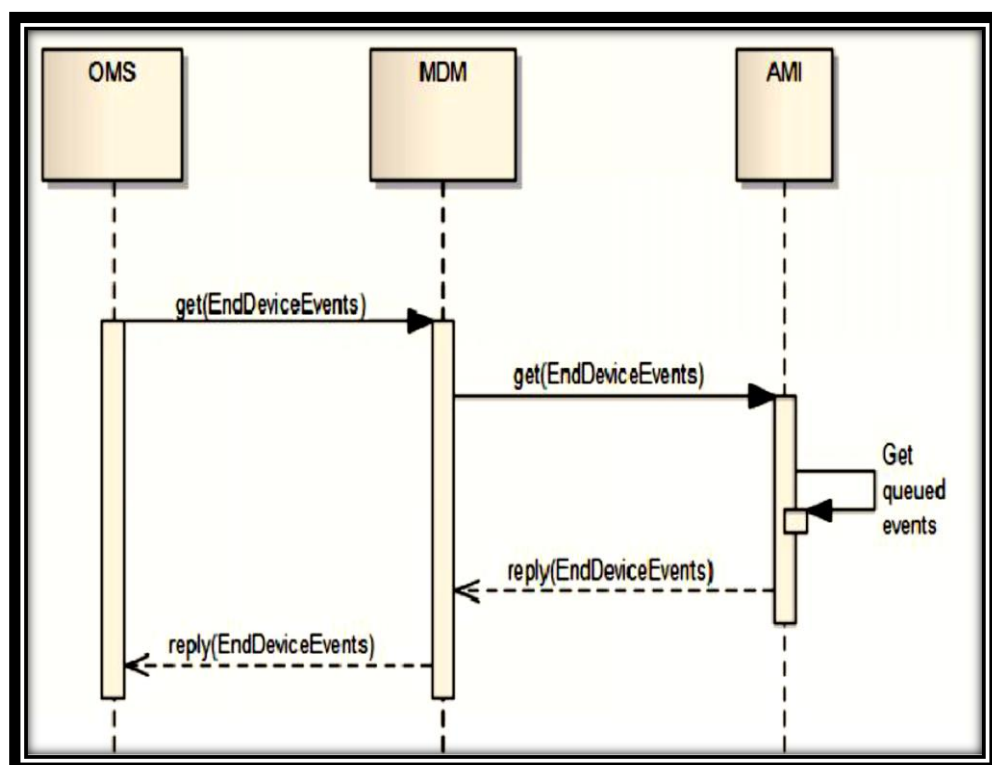 OMS
MDM
AMI
get(EndDeviceEvents)
get(EndDeviceEvents)
Get
queued
events
reply(EndDeviceEvents)
reply(EndDeviceEvents)